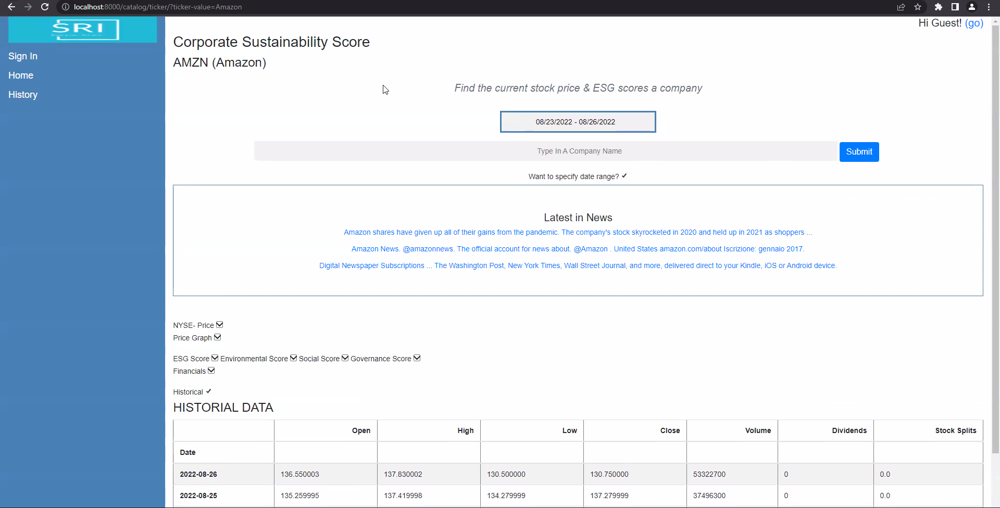 localhost:8000/catalog/ticker/?ticker-value=Amazon
SRI
Hi Guest! (go)
Sign In
Home
History
Corporate Sustainability Score
AMZN (Amazon)
Find the current stock price & ESG scores a company
08/23/2022 - 08/26/2022
Type In A Company Name
Submit
Want to specify date range?
Latest in News
Amazon shares have given up all of their gains from the pandemic. The company's stock skyrocketed in 2020 and held up in 2021 as shoppers ...
Amazon News. @amazonnews. The official account for news about. @Amazon . United States amazon.com/about Iscrizione: gennaio 2017.
Digital Newspaper Subscriptions ... The Washington Post, New York Times, Wall Street Journal, and more, delivered direct to your Kindle, iOS or Android device.
NYSE- Price
Price Graph
ESG Score Environmental Score Social Score Governance Score
Financials
Historical
HISTORIAL DATA
Open High Low Close Volume Dividends Stock Splits
Date
2022-08-26 136.550003 137.830002 130.500000 130.750000 53322700 0 0.0
2022-08-25 135.259995 137.419998 134.279999 137.279999 37496300 0 0.0